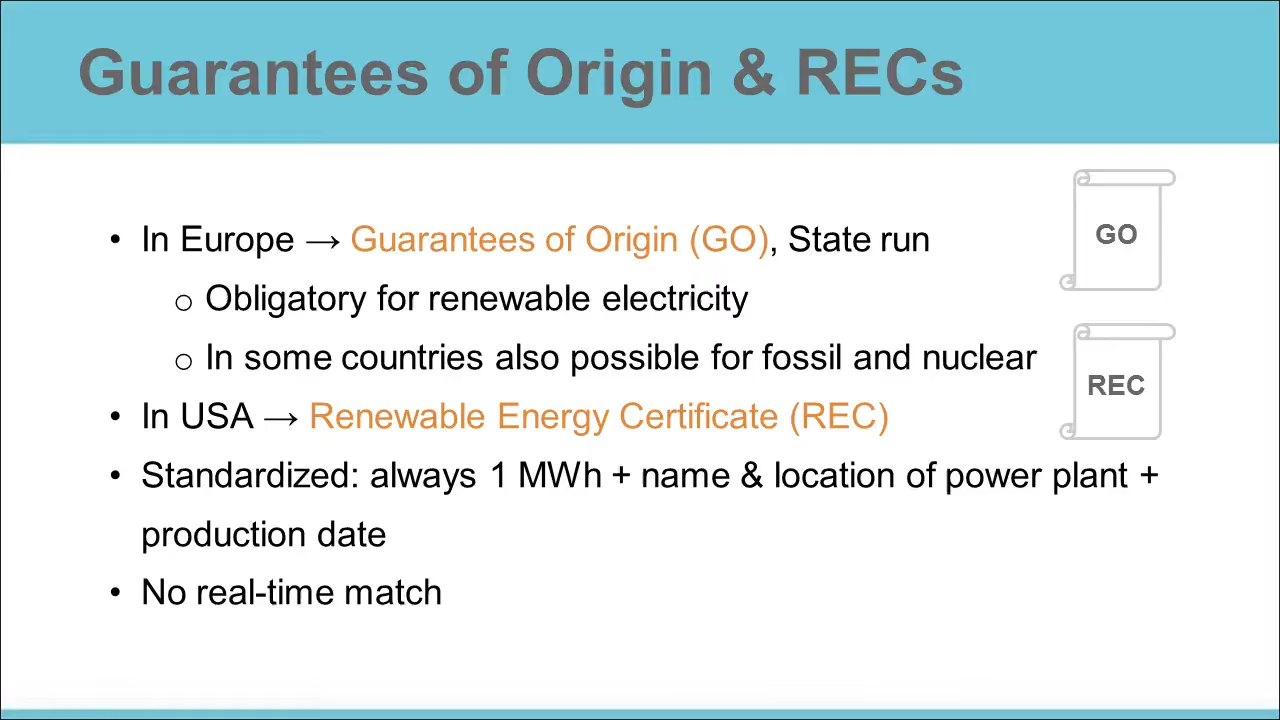 Guarantees of Origin & RECs
• In Europe → Guarantees of Origin (GO), State run
o Obligatory for renewable electricity
o In some countries also possible for fossil and nuclear
• In USA → Renewable Energy Certificate (REC)
• Standardized: always 1 MWh + name & location of power plant +
production date
• No real-time match
GO
REC